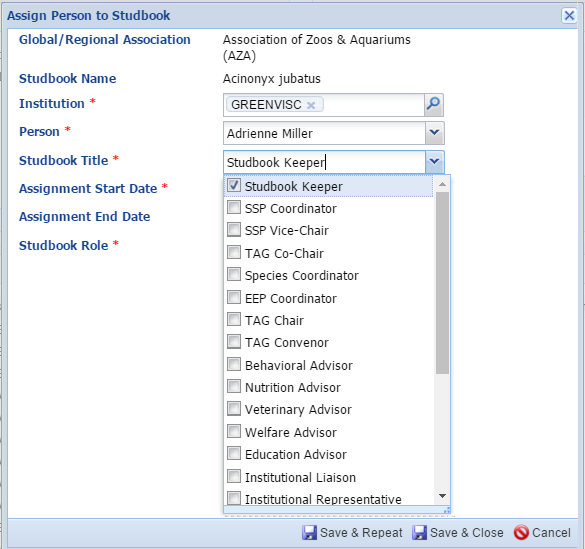 Assign Person to Studbook
Global/Regional Association Association of Zoos & Aquariums
(AZA)
Studbook Name Acinonyx jubatus
Institution * GREENVISC
Person * Adrienne Miller
Studbook Title * Studbook Keeper
Assignment Start Date * Studbook Keeper
SSP Coordinator
Assignment End Date
SSP Vice-Chair
Studbook Role *
TAG Co-Chair
Species Coordinator
EEP Coordinator
TAG Chair
TAG Convenor
Behavioral Advisor
Nutrition Advisor
Veterinary Advisor
Welfare Advisor
Education Advisor
Institutional Liaison
Institutional Representative
Save & Repeat Save & Close Cancel